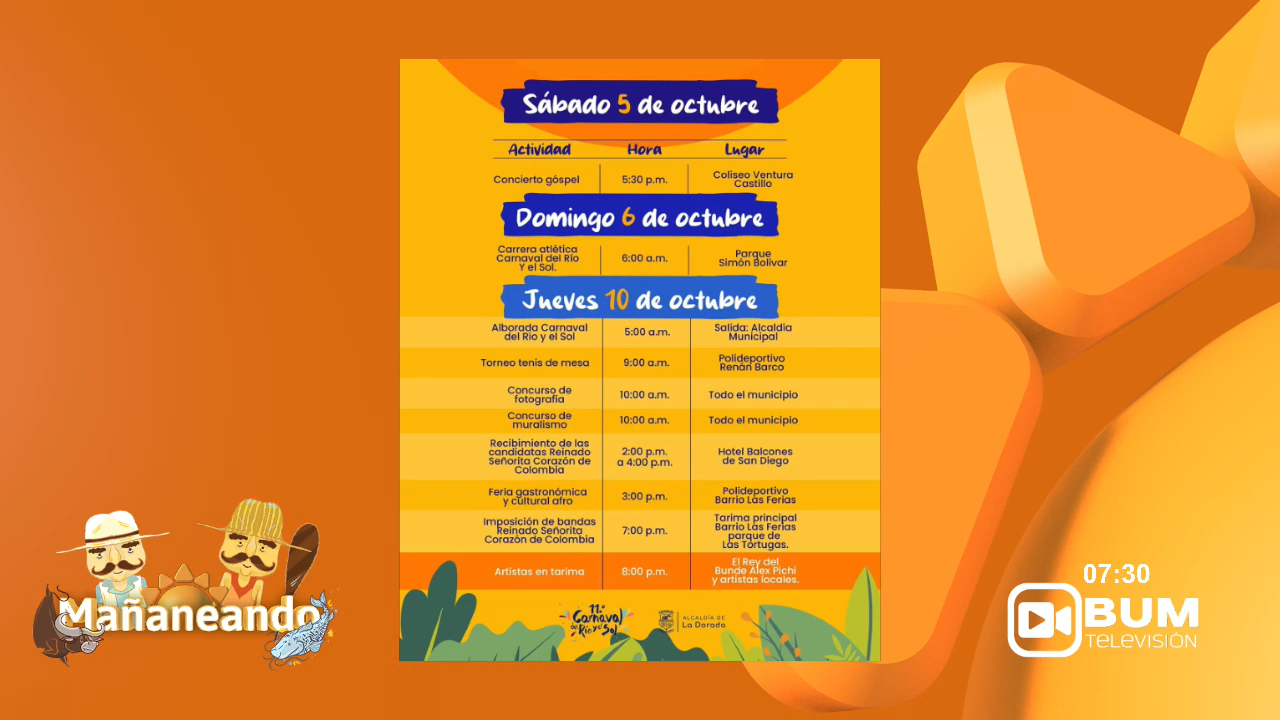 Sábado 5 de octubre
Actividad Hora Lugar
Concierto góspel 5:30 p.m. Coliseo Ventura
Castillo
Domingo 6 de octubre
Carrera atlética
Carnaval del Río
Y el Sol.
6:00 a.m.
Parque
Simón Bolívar
Jueves 10 de octubre
Alborada Carnaval
del Río y el Sol
5:00 a.m.
Salida: Alcaldía
Municipal
Torneo tenis de mesa
9:00 a.m.
Polideportivo
Renán Barco
Concurso de
fotografía
10:00 a.m.
Todo el municipio
Concurso de
muralismo
10:00 a.m.
Todo el municipio
Recibimiento de las
candidatas Reinado
Señorita Corazón de
Colombia
2:00 p.m.
a 4:00 p.m.
Hotel Balcones
de San Diego
Feria gastronómica
y cultural afro
3:00 p.m.
Polideportivo
Barrio Las Ferias
Imposición de bandas
Reinado Señorita
Corazón de Colombia
7:00 p.m.
Tarima principal
Barrio Las Ferias
parque de
Las Tortugas.
Artistas en tarima
8:00 p.m.
El Rey del
Bunde Alex Pichi
y artistas locales.
11.º
Carnaval
del Río y el Sol
ALCALDÍA DE
La Dorada
Mañaneando
07:30
BUM
TELEVISIÓN